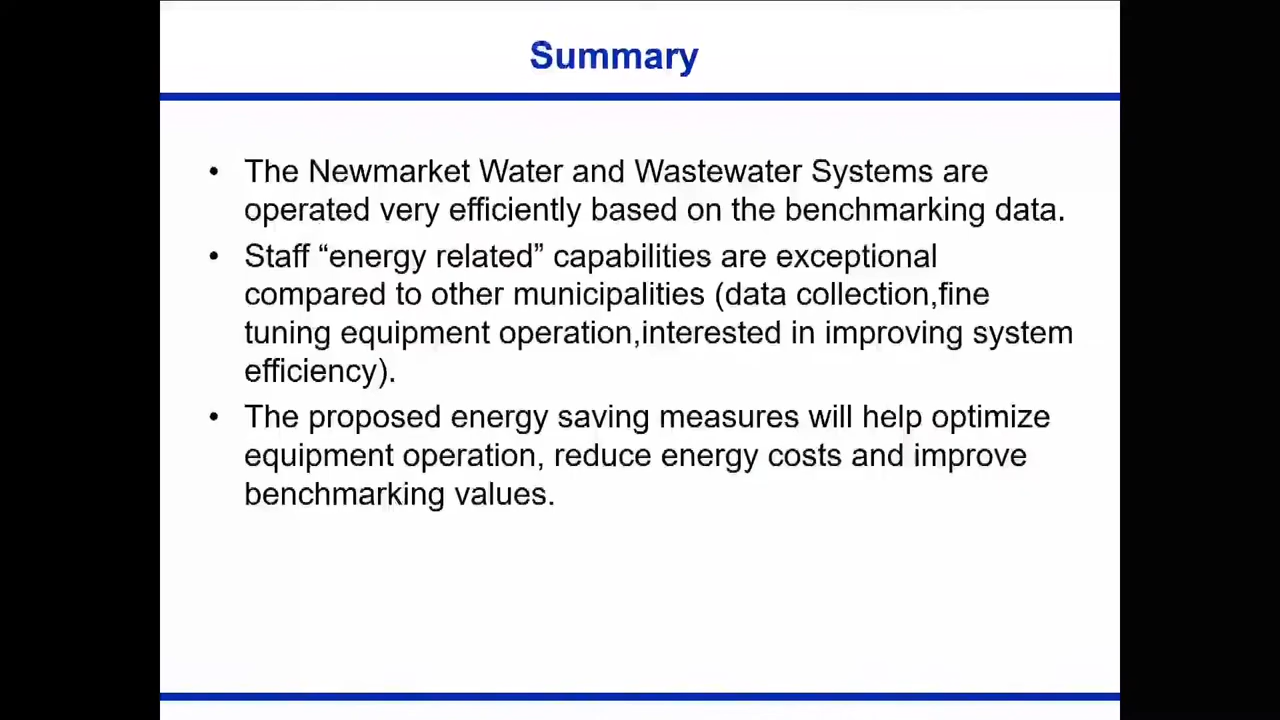 Summary
• The Newmarket Water and Wastewater Systems are
operated very efficiently based on the benchmarking data.
• Staff “energy related” capabilities are exceptional
compared to other municipalities (data collection,fine
tuning equipment operation,interested in improving system
efficiency).
• The proposed energy saving measures will help optimize
equipment operation, reduce energy costs and improve
benchmarking values.